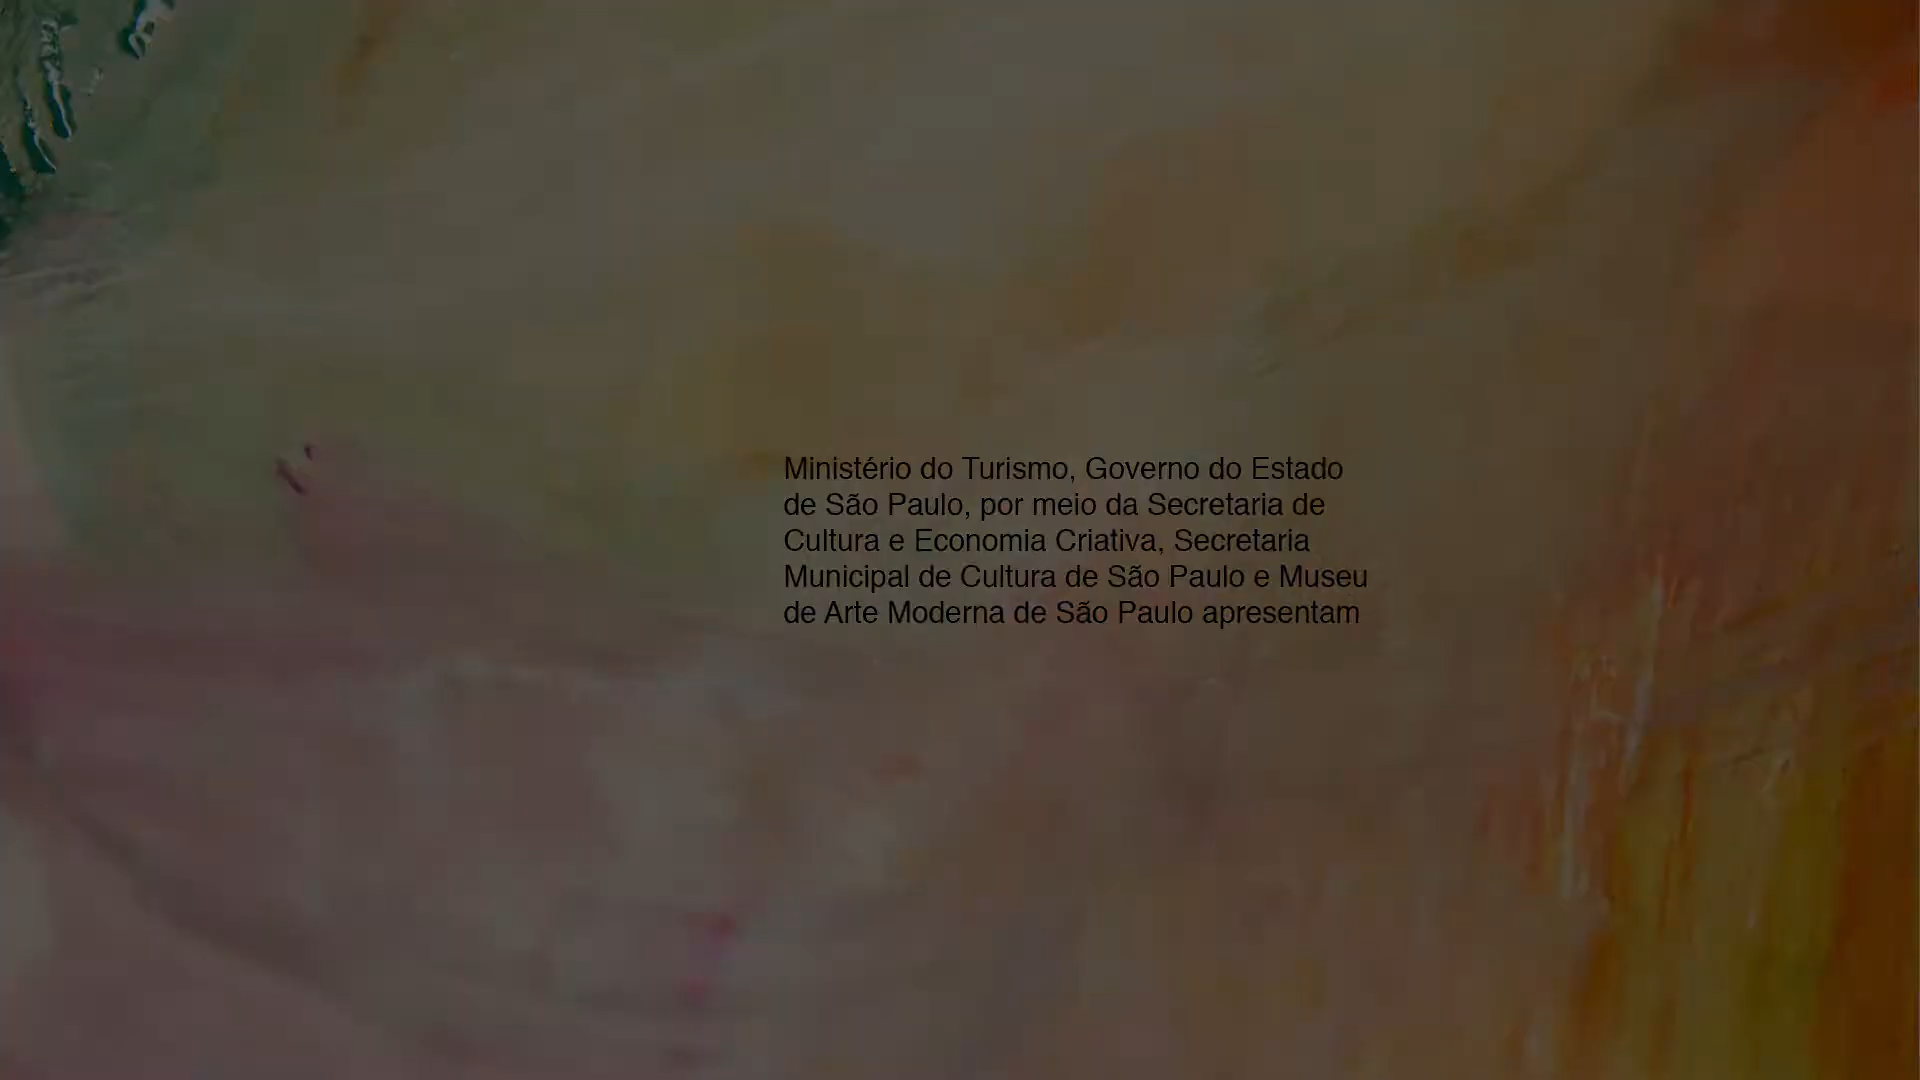 Ministério do Turismo, Governo do Estado
de São Paulo, por meio da Secretaria de
Cultura e Economia Criativa, Secretaria
Municipal de Cultura de São Paulo e Museu
de Arte Moderna de São Paulo apresentam